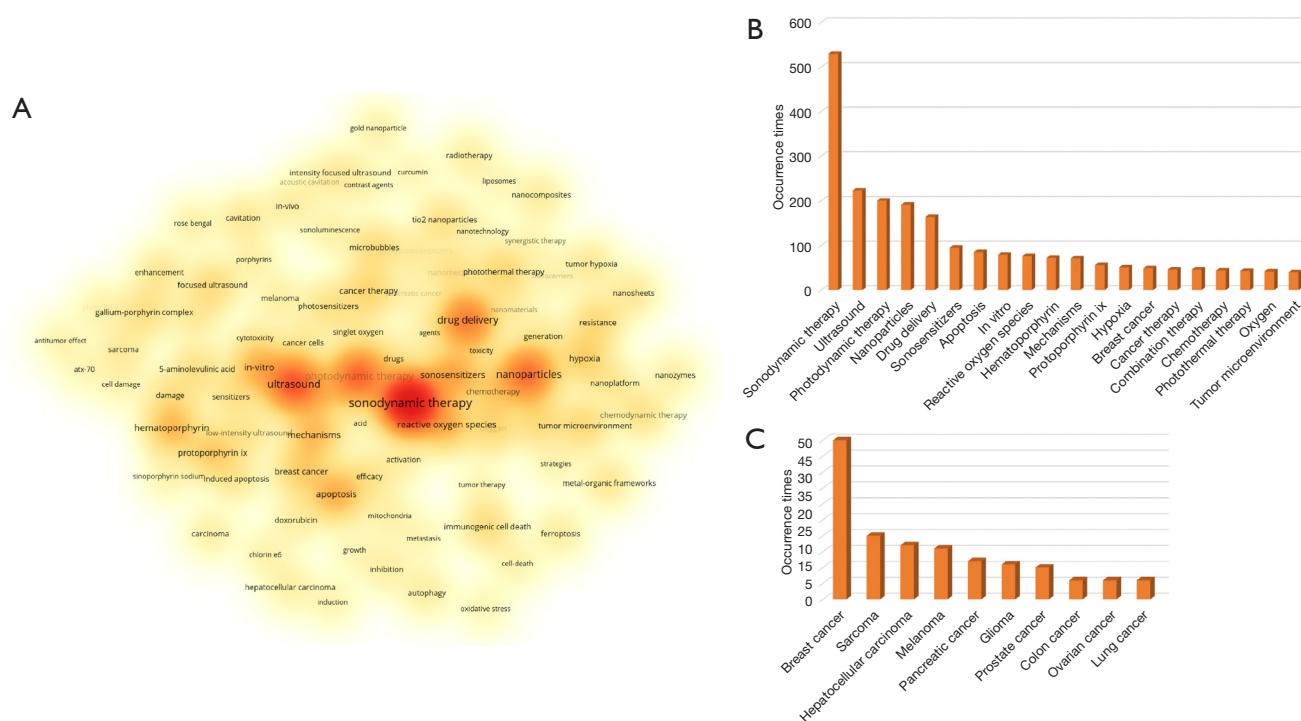 A
gold nanoparticle
radiotherapy
intensity focused ultrasound
curcumin
acoustic cavitation
contrast agents
liposomes
nanocomposites
in-vivo
rose bengal
cavitation
tio2 nanoparticles
sonoluminescence
nanotechnology
synergistic therapy
microbubbles
porphyrins
tumor hypoxia
enhancement
photothermal therapy
focused ultrasound
cancer therapy
nanosheets
melanoma
photosensitizers
nanomaterials
gallium-porphyrin complex
drug delivery
resistance
singlet oxygen
agents
generation
antitumor effect
cytotoxicity
cancer cells
sarcoma
toxicity
drugs
hypoxia
atx-70
5-aminolevulinic acid
in-vitro
photodynamic therapy
sonosensitizers
nanoparticles
nanozymes
cell damage
ultrasound
nanoplatform
damage
sensitizers
chemotherapy
sonodynamic therapy
chemodynamic therapy
acid
reactive oxygen species
tumor microenvironment
hematoporphyrin
low-intensity ultrasound
mechanisms
protoporphyrin ix
activation
strategies
sinoporphyrin sodium
induced apoptosis
breast cancer
efficacy
tumor therapy
metal-organic frameworks
apoptosis
doxorubicin
mitochondria
immunogenic cell death
carcinoma
metastasis
ferroptosis
chlorin e6
growth
cell-death
inhibition
hepatocellular carcinoma
autophagy
induction
oxidative stress
B
Occurrence times
600
500
400
300
200
100
0
Sonodynamic therapy
Ultrasound
Photodynamic therapy
Nanoparticles
Drug delivery
Sonosensitizers
Apoptosis
In vitro
Reactive oxygen species
Hematoporphyrin
Mechanisms
Protoporphyrin ix
Hypoxia
Breast cancer
Cancer therapy
Combination therapy
Chemotherapy
Photothermal therapy
Oxygen
Tumor microenvironment
C
Occurrence times
50
45
30
35
20
25
10
15
5
0
Breast cancer
Sarcoma
Hepatocellular carcinoma
Melanoma
Pancreatic cancer
Glioma
Prostate cancer
Colon cancer
Ovarian cancer
Lung cancer